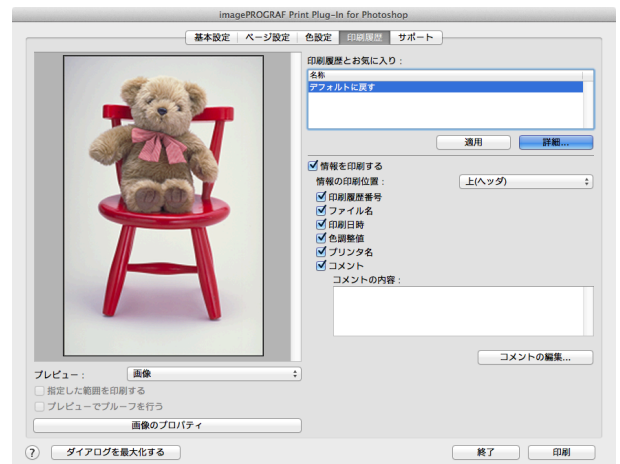 imagePROGRAF Print Plug-In for Photoshop
基本設定 ページ設定 色設定 印刷履歴 サポート
印刷履歴とお気に入り：
名称
デフォルトに戻す
適用 詳細...
情報を印刷する
情報の印刷位置： 上(ヘッダ)
印刷履歴番号
ファイル名
印刷日時
色調整値
プリンタ名
コメント
コメントの内容：
コメントの編集...
プレビュー： 画像
指定した範囲を印刷する
プレビューでプルーフを行う
画像のプロパティ
? ダイアログを最大化する 終了 印刷